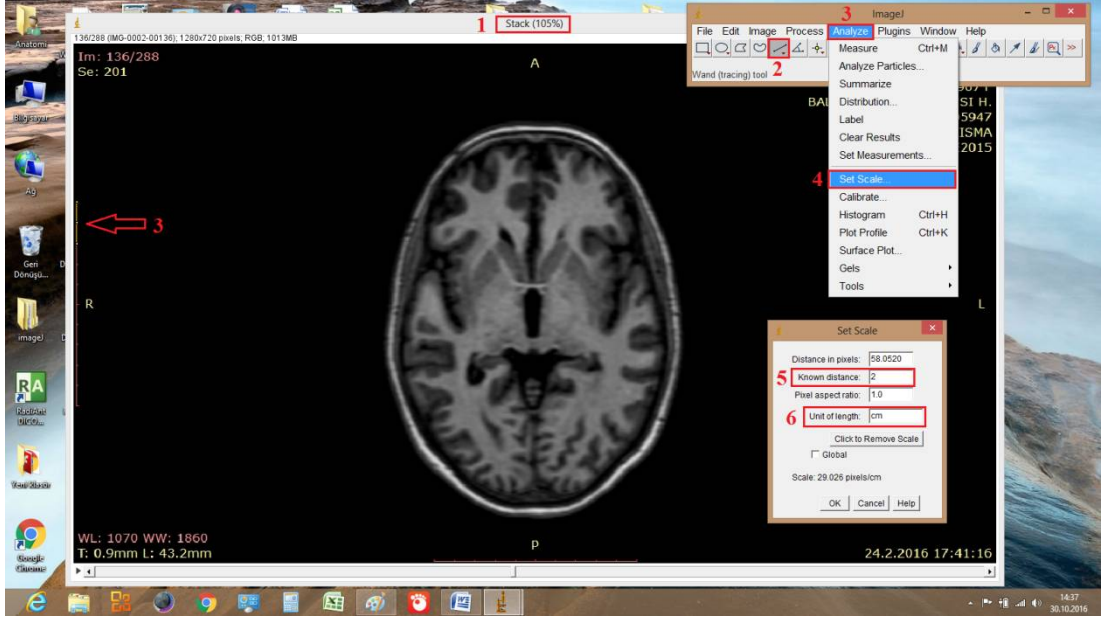 Anatomi
Bilgisayar
Ağ
Geri
Dönüşü...
imageJ
RA
RadiAnt
DICO...
Yeni Klasör
Google
Chrome
1 Stack (105%)
136/288 (IMG-0002-00136); 1280x720 pixels; RGB; 1013MB
Im: 136/288
Se: 201
A
3
R
L
WL: 1070 WW: 1860
T: 0.9mm L: 43.2mm
P
24.2.2016 17:41:16
BAL
SI H.
5947
ISMA
2015
3
ImageJ
File Edit Image Process Analyze Plugins Window Help
2
Wand (tracing) tool
Measure Ctrl+M
Analyze Particles...
Summarize
Distribution...
Label
Clear Results
Set Measurements...
4 Set Scale...
Calibrate...
Histogram Ctrl+H
Plot Profile Ctrl+K
Surface Plot...
Gels
Tools
Set Scale
Distance in pixels: 58.0520
5 Known distance: 2
Pixel aspect ratio: 1.0
6 Unit of length: cm
Click to Remove Scale
Global
Scale: 29.026 pixels/cm
OK Cancel Help
14:37
30.10.2016